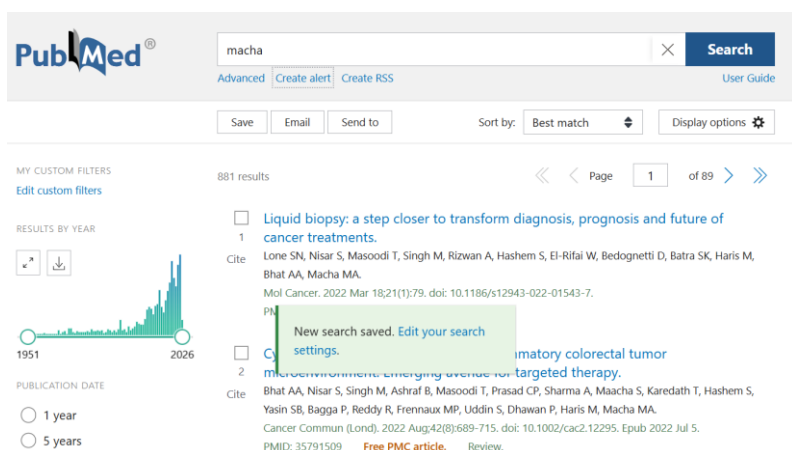 PubMed®
macha
Search
Advanced Create alert Create RSS User Guide
Save Email Send to Sort by: Best match Display options
MY CUSTOM FILTERS
Edit custom filters
881 results Page 1 of 89
RESULTS BY YEAR
1951 2026
PUBLICATION DATE
1 year
5 years
Liquid biopsy: a step closer to transform diagnosis, prognosis and future of
1 cancer treatments.
Cite Lone SN, Nisar S, Masoodi T, Singh M, Rizwan A, Hashem S, El-Rifai W, Bedognetti D, Batra SK, Haris M,
Bhat AA, Macha MA.
Mol Cancer. 2022 Mar 18;21(1):79. doi: 10.1186/s12943-022-01543-7.
New search saved. Edit your search
settings.
matory colorectal tumor
2 microenvironment: Emerging avenue for targeted therapy.
Cite Bhat AA, Nisar S, Singh M, Ashraf B, Masoodi T, Prasad CP, Sharma A, Maacha S, Karedath T, Hashem S,
Yasin SB, Bagga P, Reddy R, Frennaux MP, Uddin S, Dhawan P, Haris M, Macha MA.
Cancer Commun (Lond). 2022 Aug;42(8):689-715. doi: 10.1002/cac2.12295. Epub 2022 Jul 5.
PMID: 35791509 Free PMC article. Review.